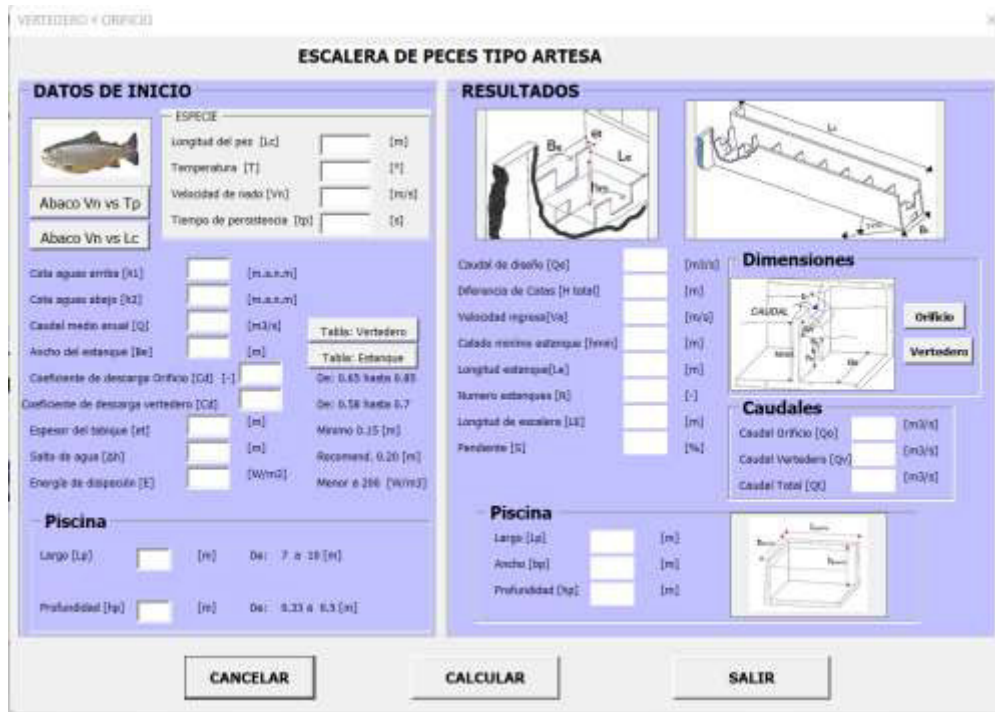 VERTEDERO Y ORIFICIO
ESCALERA DE PECES TIPO ARTESA
DATOS DE INICIO
ESPECIE
Longitud del pez [Lc] [m]
Temperatura [T] [º]
Velocidad de nado [Vn] [m/s]
Tiempo de persistencia [tp] [s]
Abaco Vn vs Tp
Abaco Vn vs Lc
Cota aguas arriba [h1] [m.s.n.m]
Cota aguas abajo [h2] [m.s.n.m]
Caudal medio anual [Q] [m3/s]
Ancho del estanque [Be] [m]
Tabla: Vertedero
Tabla: Estanque
Coeficiente de descarga Orificio [Cd] [-] De: 0.65 hasta 0.85
Coeficiente de descarga vertedero [Cd] De: 0.58 hasta 0.7
Espesor del tabique [et] [m] Minimo 0.15 [m]
Salto de agua [Δh] [m] Recomend. 0.20 [m]
Energía de disipación [E] [W/m3] Menor a 200 [W/m3]
Piscina
Largo [Lp] [m] De: 7 a 10 [m]
Profundidad [hp] [m] De: 0.33 a 0.5 [m]
RESULTADOS
et
Be
Le
hmin
Caudal de diseño [Qe] [m3/s]
Diferencia de Cotas [H total] [m]
Velocidad ingreso[Va] [m/s]
Calado minimo estanque [hmin] [m]
Longitud estanque[Le] [m]
Numero estanques [N] [-]
Longitud de escalera [LE] [m]
Pendiente [S] [%]
Dimensiones
CAUDAL
Orificio
Vertedero
Caudales
Caudal Orificio [Qo] [m3/s]
Caudal Vertedero [Qv] [m3/s]
Caudal Total [Qt] [m3/s]
Piscina
Largo [Lp] [m]
Ancho [bp] [m]
Profundidad [hp] [m]
CANCELAR
CALCULAR
SALIR